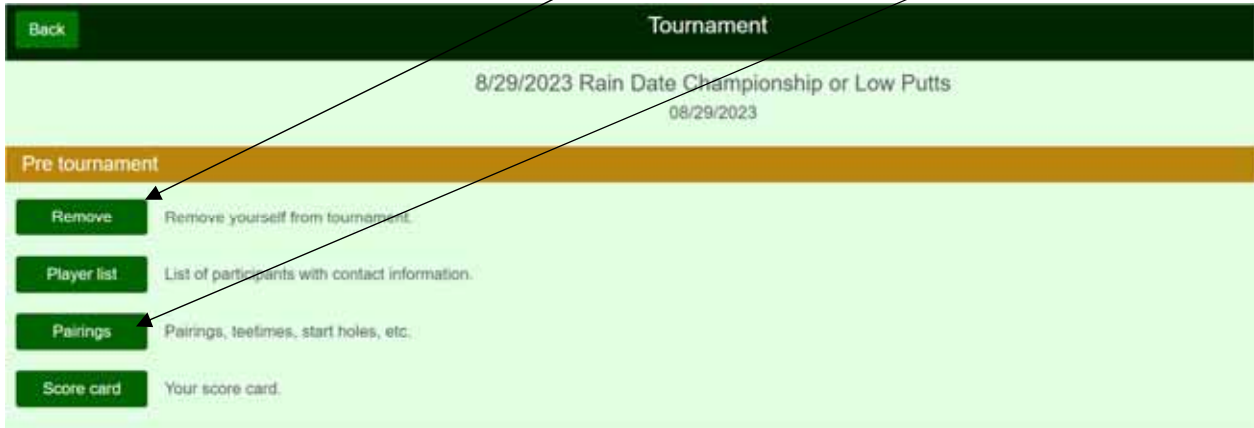 Back Tournament
8/29/2023 Rain Date Championship or Low Putts
08/29/2023
Pre tournament
Remove Remove yourself from tournament.
Player list List of participants with contact information.
Pairings Pairings, teetimes, start holes, etc.
Score card Your score card.